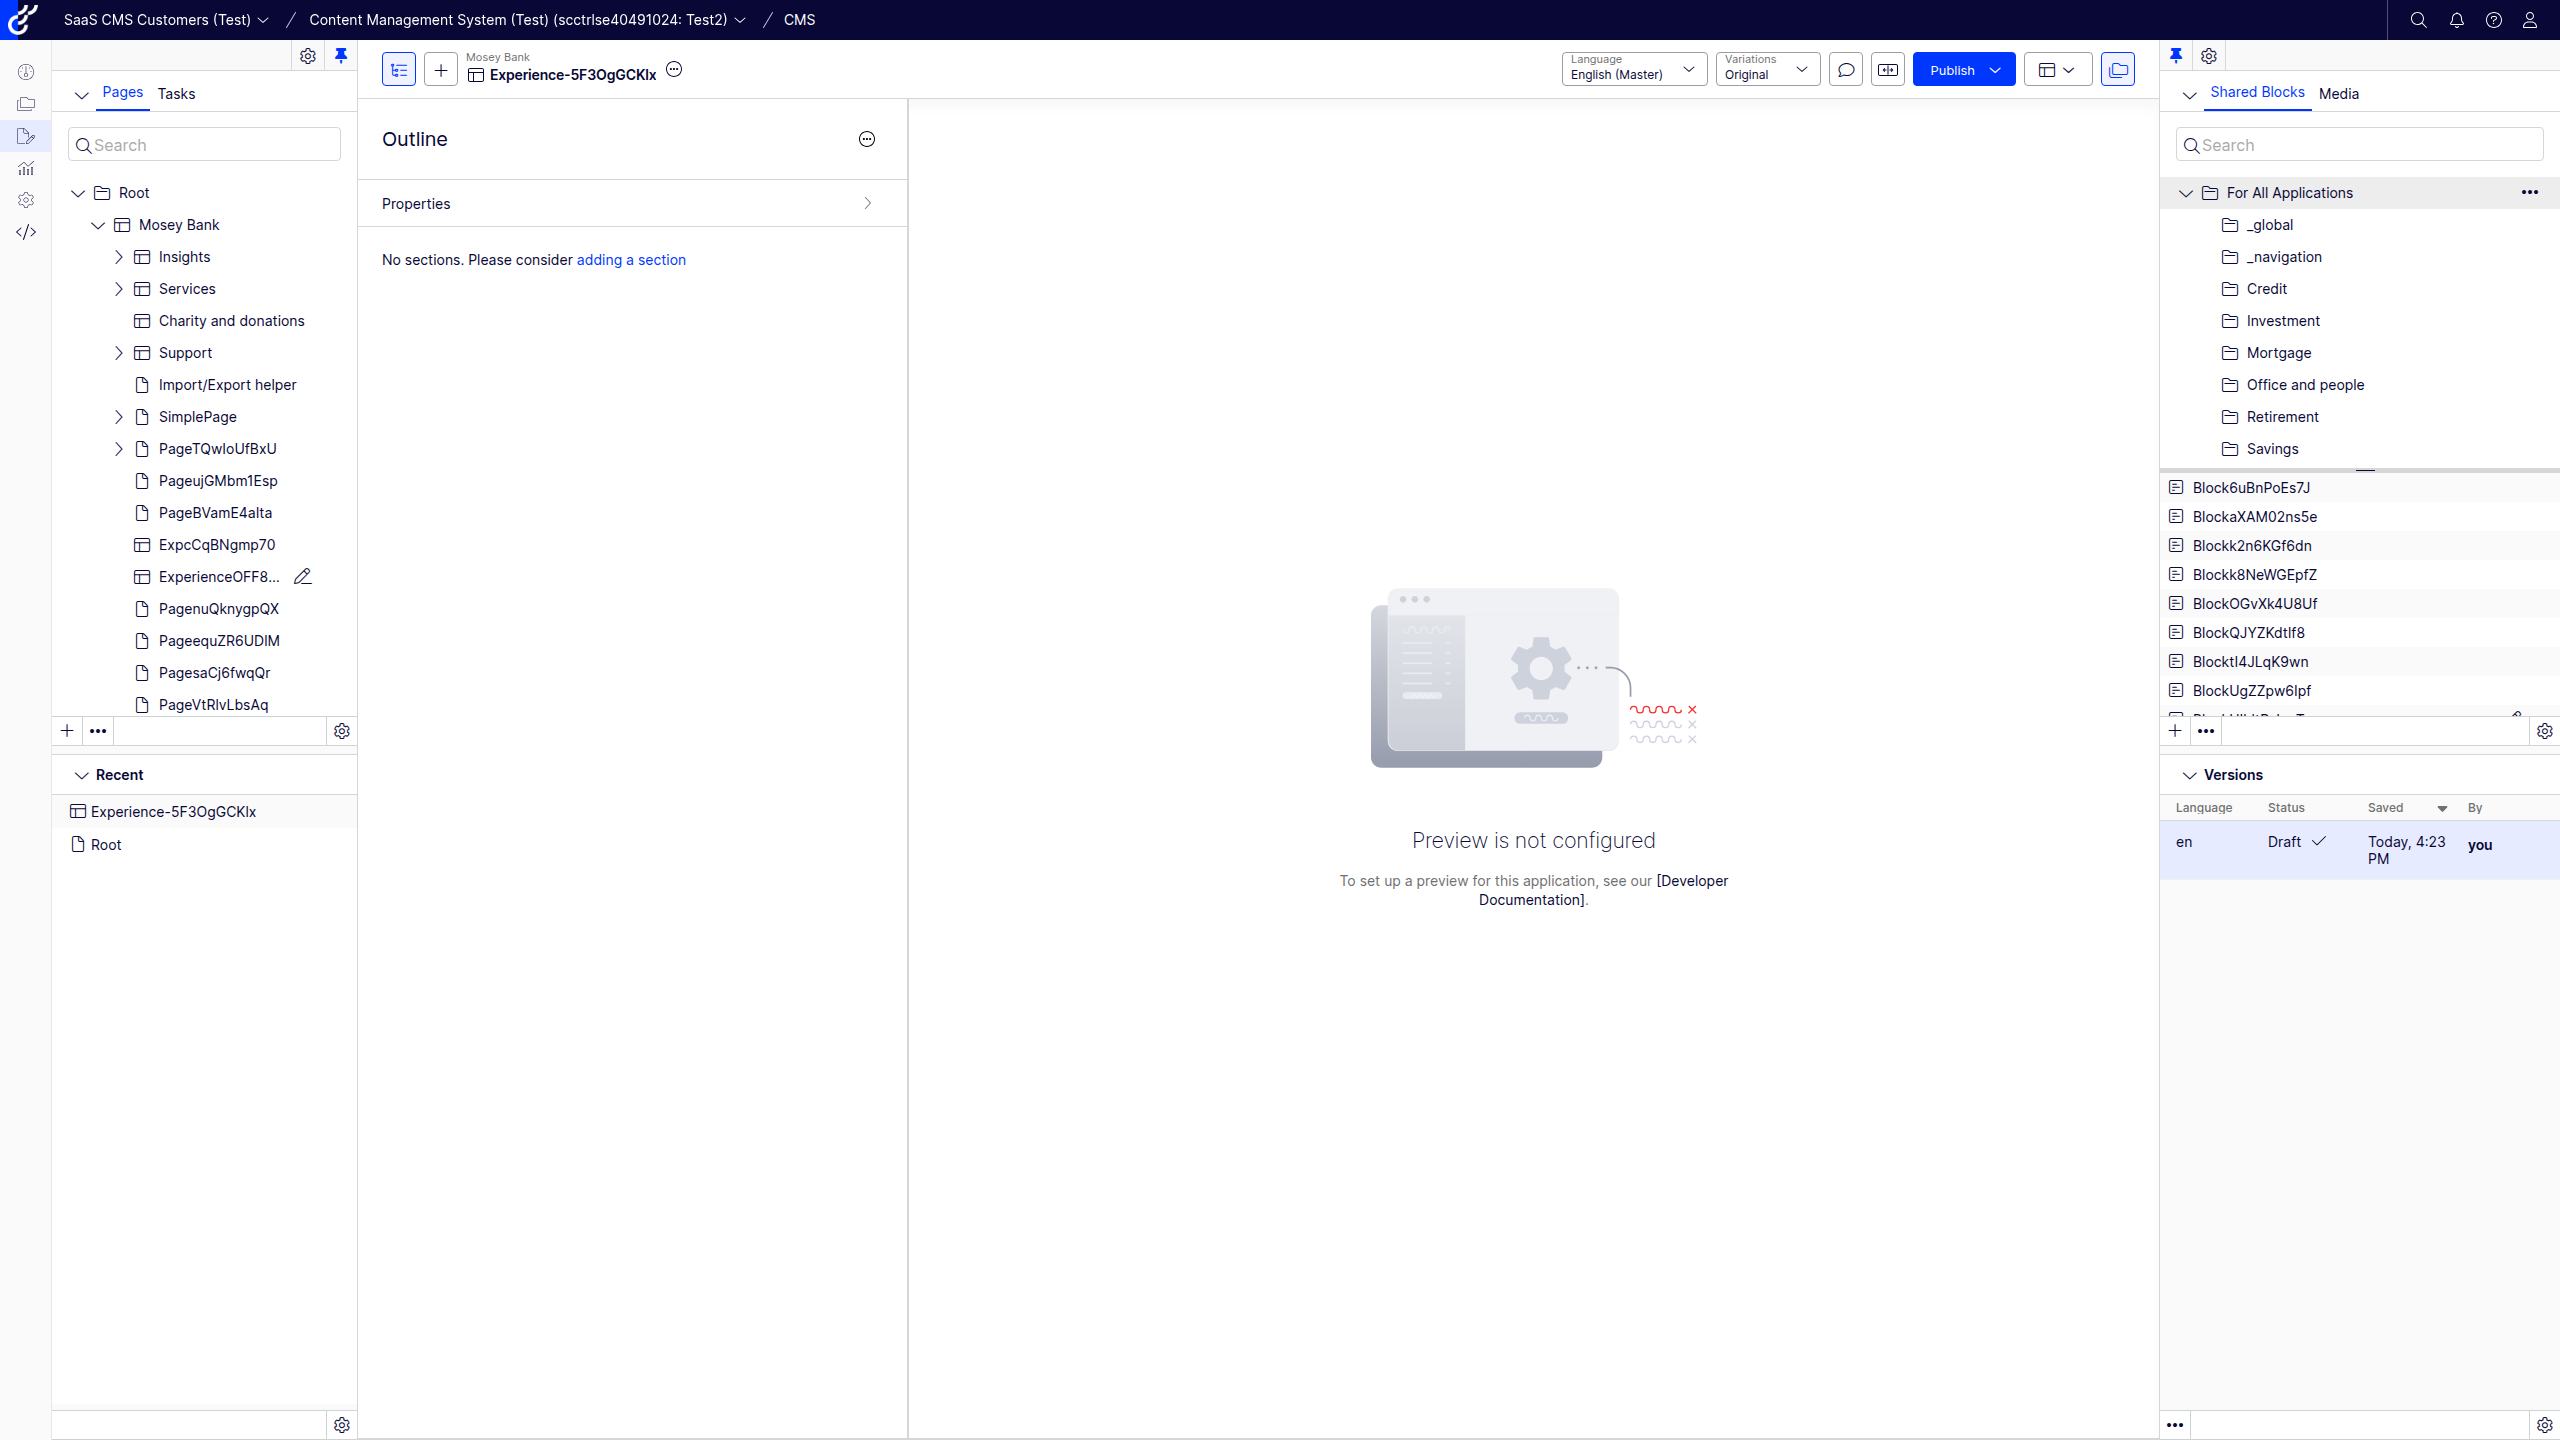 SaaS CMS Customers (Test)
Content Management System (Test) (scctrlse40491024: Test2)
CMS
Pages
Tasks
Search
Root
Mosey Bank
Insights
Services
Charity and donations
Support
Import/Export helper
SimplePage
PageTQwIoUfBxU
PageujGMbm1Esp
PageBVamE4aIta
ExpcCqBNgmp70
ExperienceOFF8...
PagenuQknygpQX
PageequZR6UDIM
PagesaCj6fwqQr
PageVtRlvLbsAq
Recent
Experience-5F3OgGCKlx
Root
Mosey Bank
Experience-5F3OgGCKlx
Language
English (Master)
Variations
Original
Publish
Outline
Properties
No sections. Please consider adding a section
Preview is not configured
To set up a preview for this application, see our [Developer
Documentation].
Shared Blocks
Media
Search
For All Applications
_global
_navigation
Credit
Investment
Mortgage
Office and people
Retirement
Savings
Block6uBnPoEs7J
BlockaXAM02ns5e
Blockk2n6KGf6dn
Blockk8NeWGEpfZ
BlockOGvXk4U8Uf
BlockQJYZKdtIf8
BlocktI4JLqK9wn
BlockUgZZpw6Ipf
Versions
Language
Status
Saved
By
en
Draft
Today, 4:23
PM
you